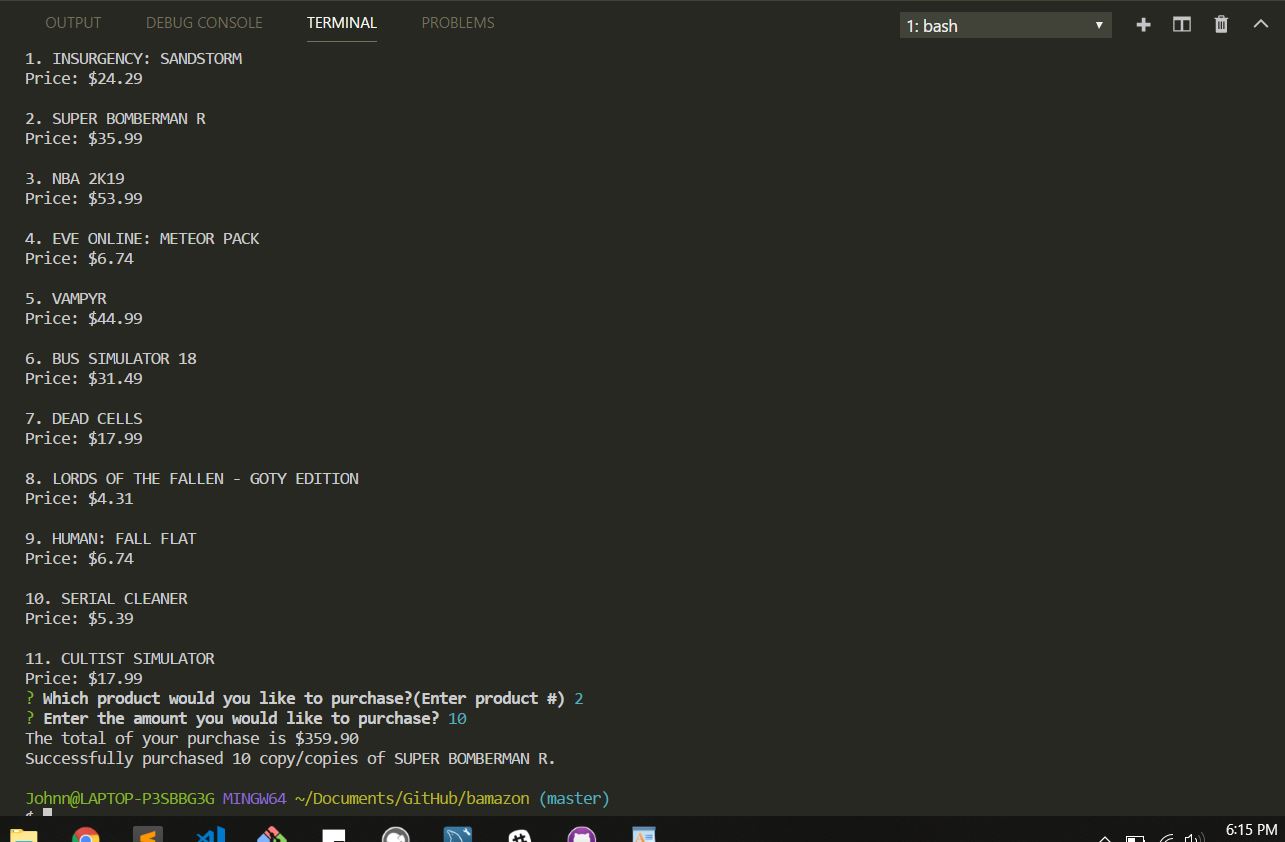 OUTPUT DEBUG CONSOLE TERMINAL PROBLEMS 1: bash
1. INSURGENCY: SANDSTORM
Price: $24.29
2. SUPER BOMBERMAN R
Price: $35.99
3. NBA 2K19
Price: $53.99
4. EVE ONLINE: METEOR PACK
Price: $6.74
5. VAMPYR
Price: $44.99
6. BUS SIMULATOR 18
Price: $31.49
7. DEAD CELLS
Price: $17.99
8. LORDS OF THE FALLEN - GOTY EDITION
Price: $4.31
9. HUMAN: FALL FLAT
Price: $6.74
10. SERIAL CLEANER
Price: $5.39
11. CULTIST SIMULATOR
Price: $17.99
? Which product would you like to purchase?(Enter product #) 2
? Enter the amount you would like to purchase? 10
The total of your purchase is $359.90
Successfully purchased 10 copy/copies of SUPER BOMBERMAN R.
Johnn@LAPTOP-P3SBBG3G MINGW64 ~/Documents/GitHub/bamazon (master)
$
6:15 PM